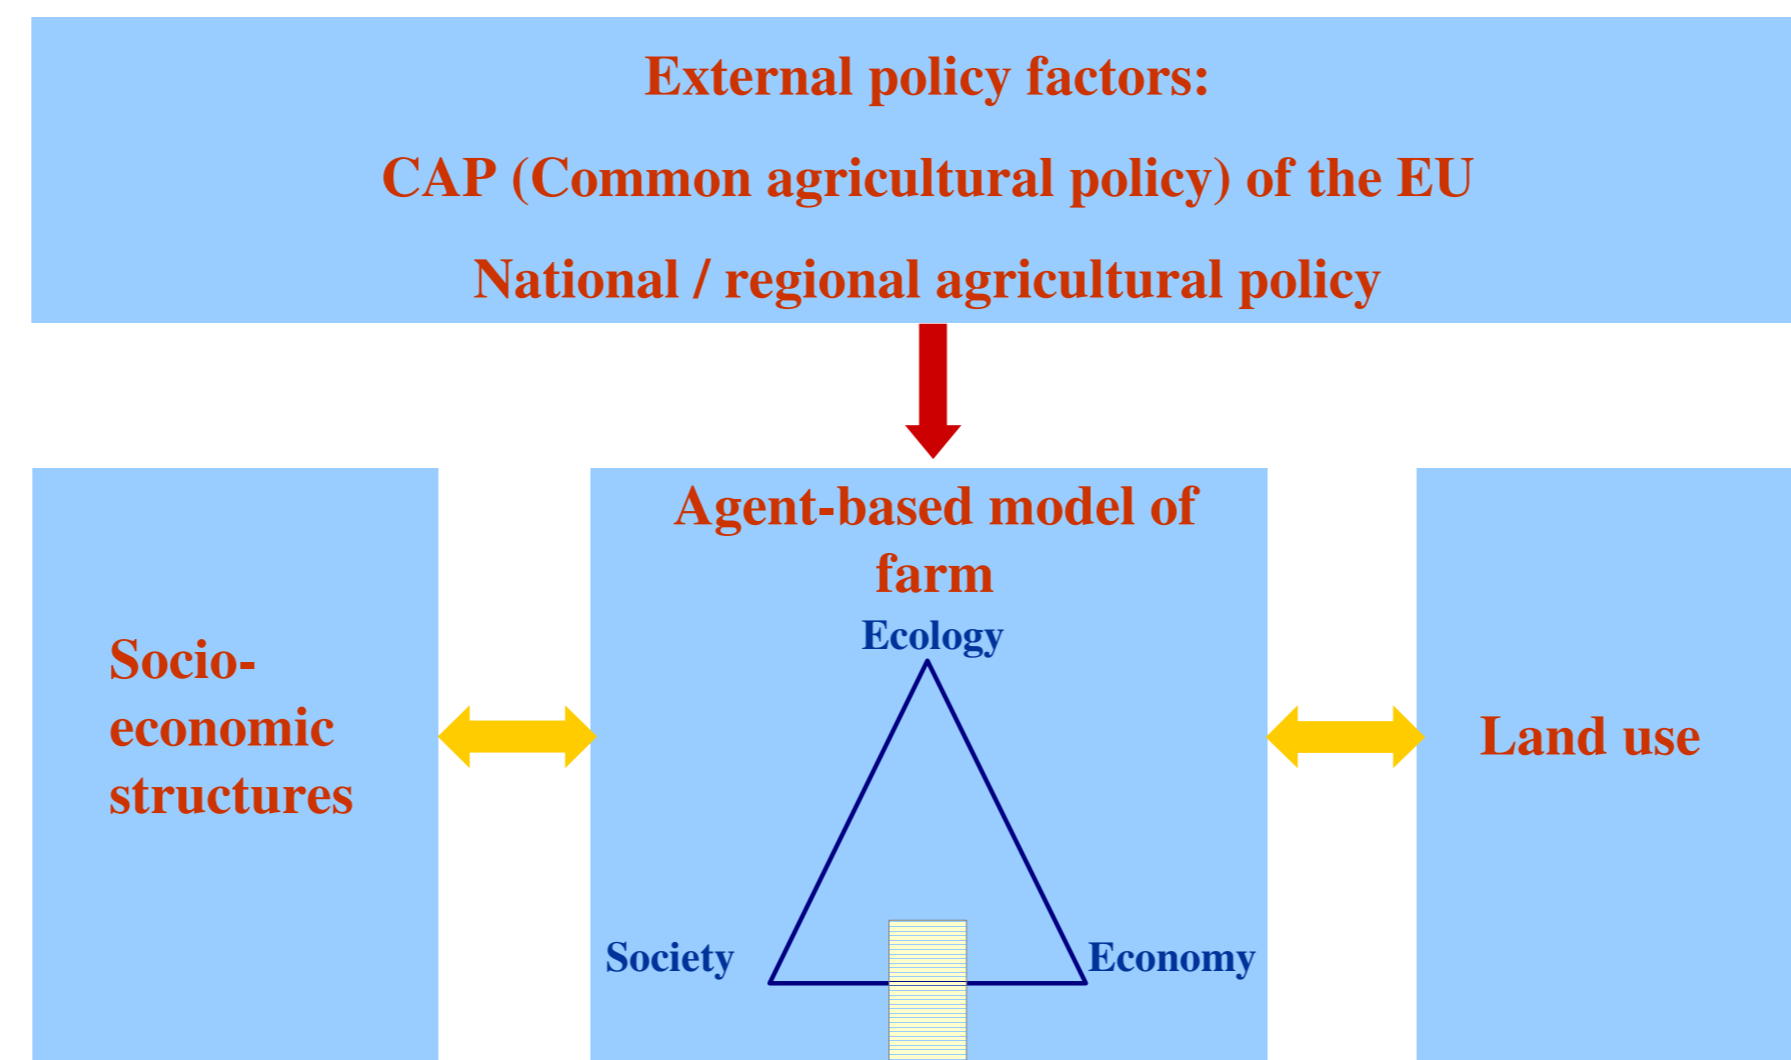 External policy factors:
CAP (Common agricultural policy) of the EU
National / regional agricultural policy
Agent-based model of
farm
Ecology
Socio-
economic
structures
Land use
Society
Economy